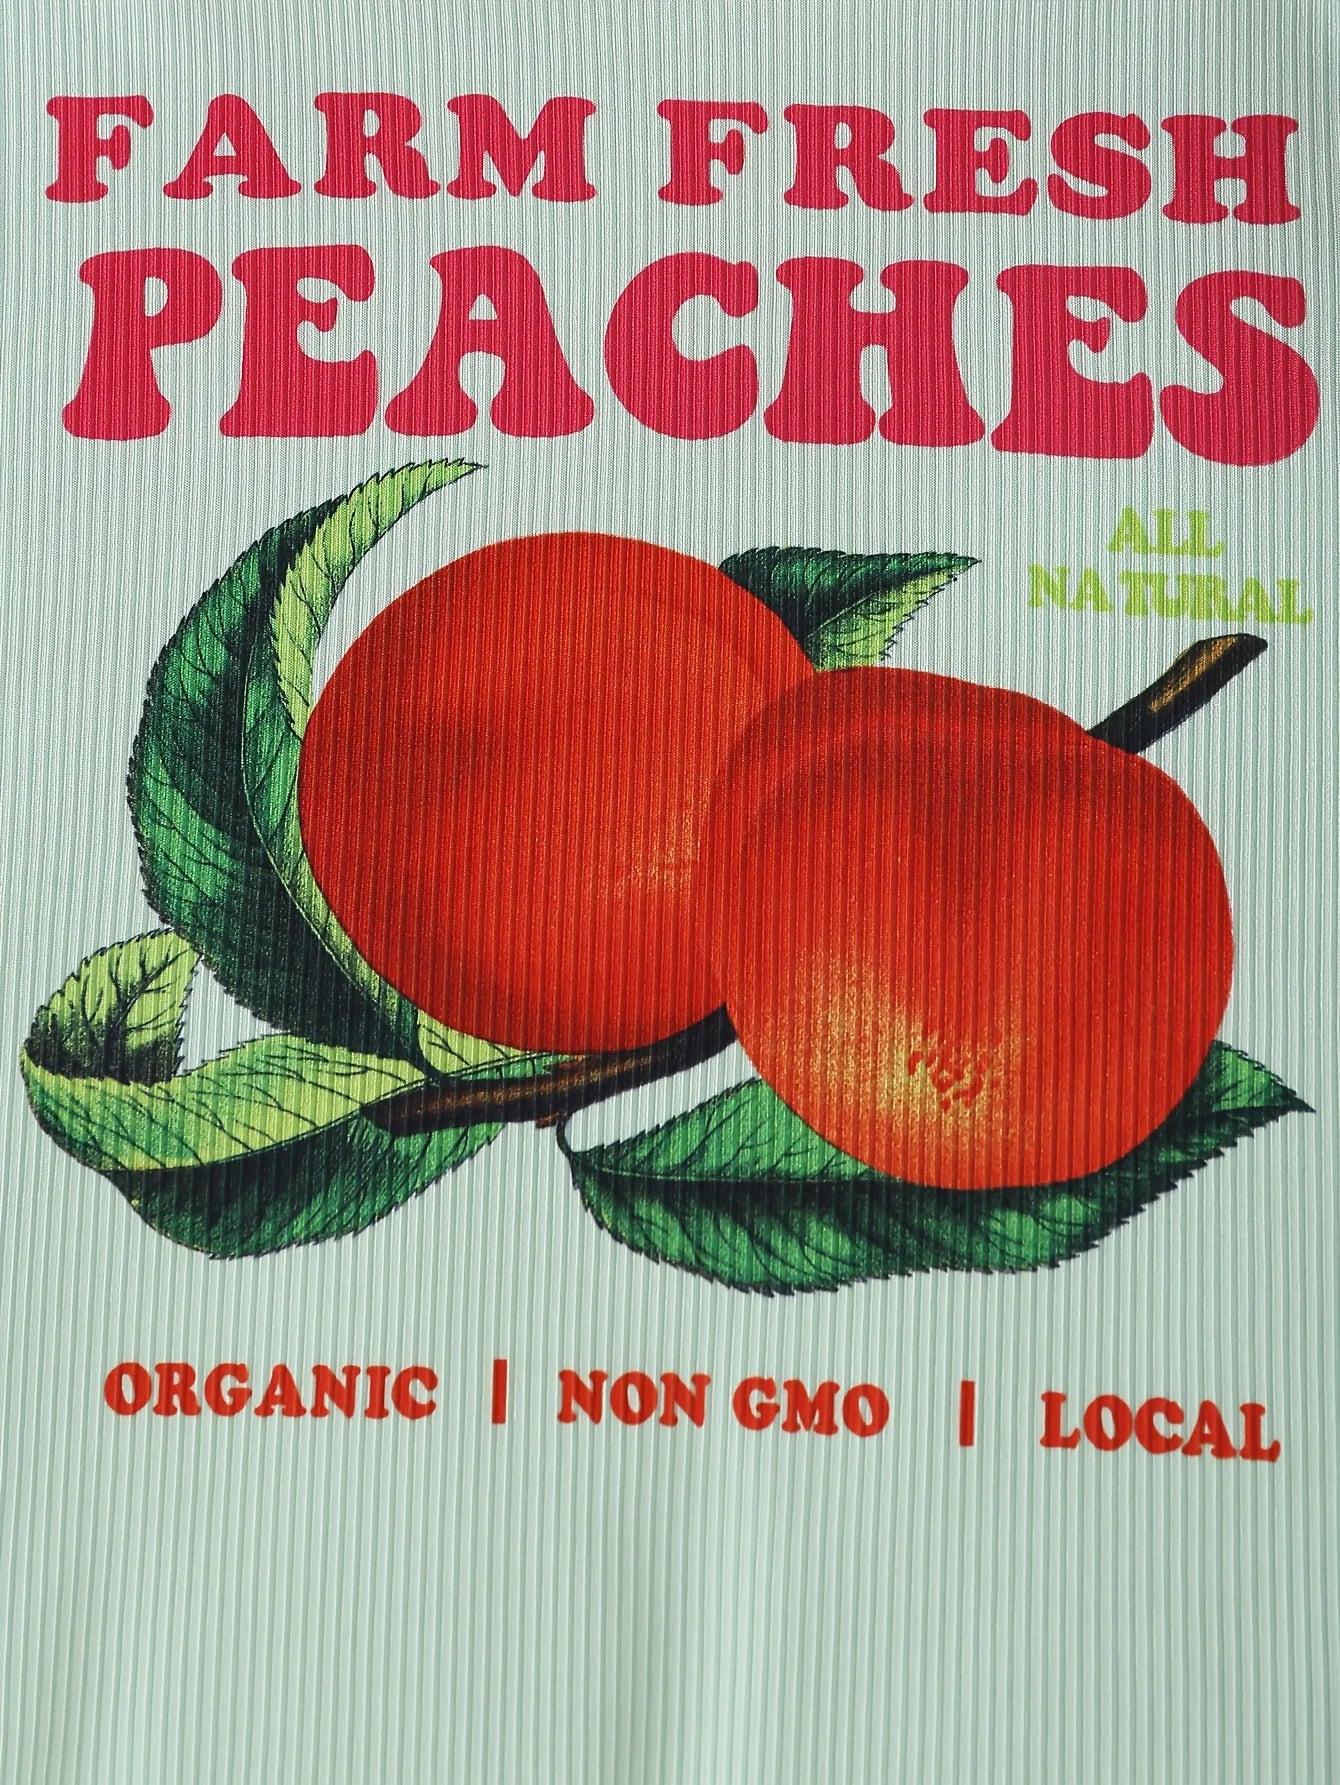 FARM FRESH
PEACHES
ALL
NATURAL
ORGANIC | NON GMO | LOCAL